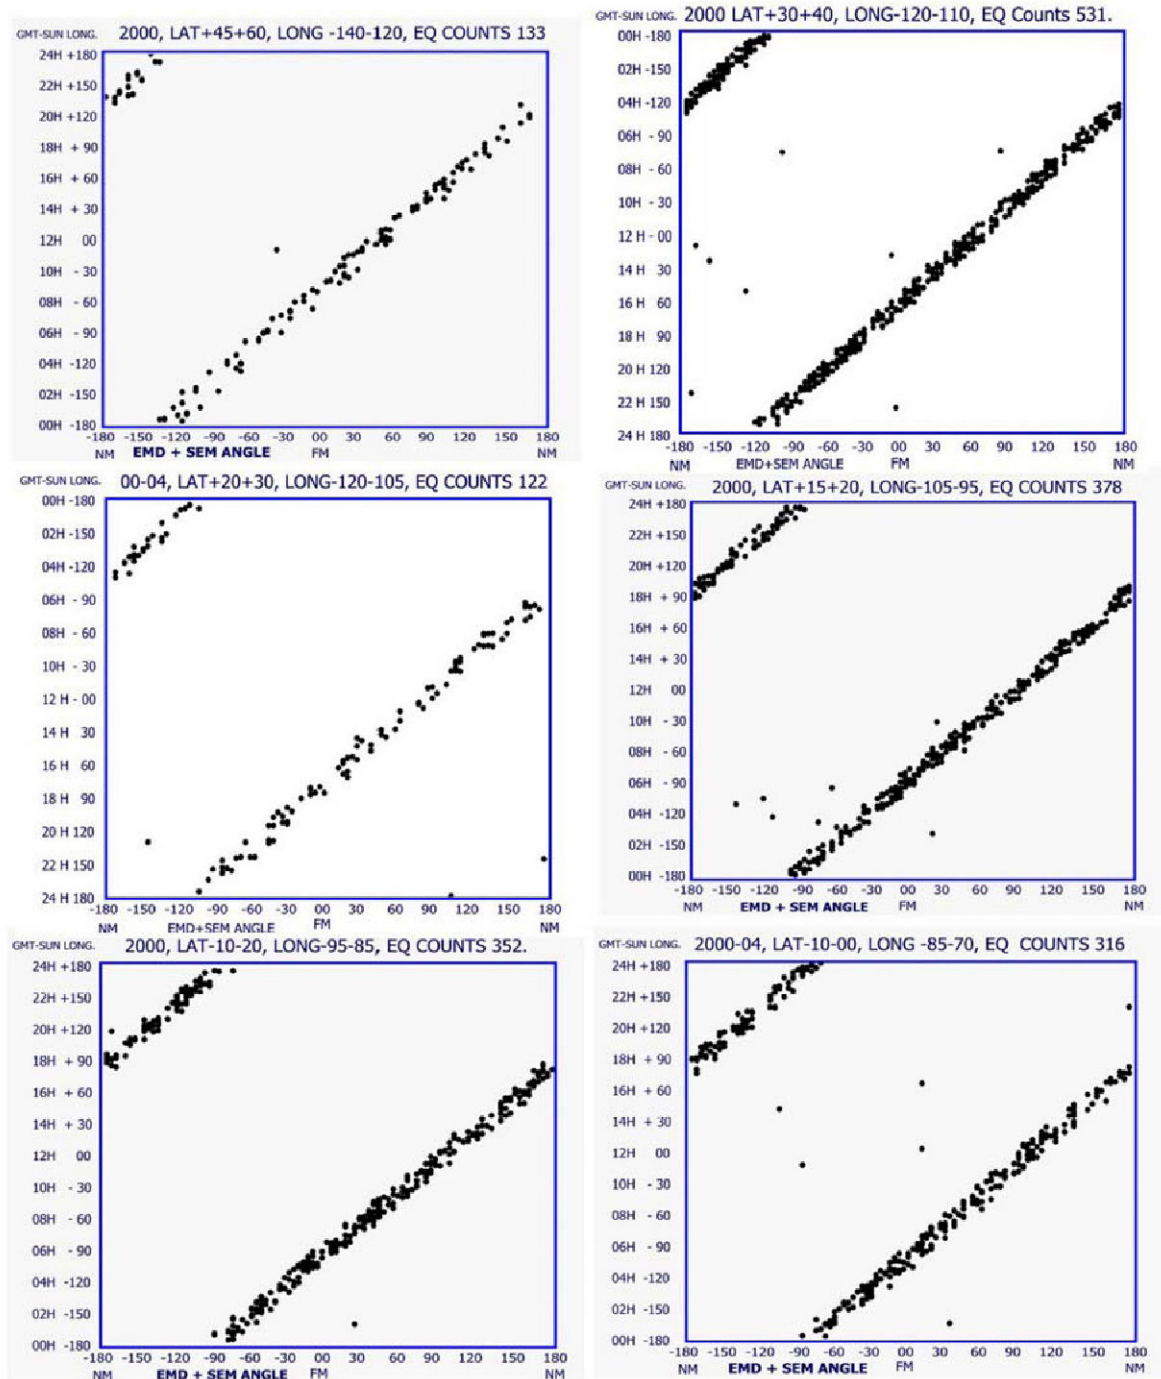 GMT-SUN LONG. 2000, LAT+45+60, LONG -140-120, EQ COUNTS 133
24H +180
22H +150
20H +120
18H + 90
16H + 60
14H + 30
12H 00
10H - 30
08H - 60
06H - 90
04H -120
02H -150
00H -180
-180 -150 -120 -90 -60 -30 00 30 60 90 120 150 180
NM EMD + SEM ANGLE FM NM
GMT-SUN LONG. 2000 LAT+30+40, LONG-120-110, EQ Counts 531.
00H -180
02H -150
04H -120
06H - 90
08H - 60
10H - 30
12 H - 00
14 H 30
16 H 60
18 H 90
20 H 120
22 H 150
24 H 180
-180 -150 -120 -90 -60 -30 00 30 60 90 120 150 180
NM EMD+SEM ANGLE FM NM
GMT-SUN LONG. 00-04, LAT+20+30, LONG-120-105, EQ COUNTS 122
00H -180
02H -150
04H -120
06H - 90
08H - 60
10H - 30
12 H - 00
14 H 30
16 H 60
18 H 90
20 H 120
22 H 150
24 H 180
-180 -150 -120 -90 -60 -30 00 30 60 90 120 150 180
NM EMD+SEM ANGLE FM NM
GMT-SUN LONG. 2000, LAT+15+20, LONG-105-95, EQ COUNTS 378
24H +180
22H +150
20H +120
18H + 90
16H + 60
14H + 30
12H 00
10H - 30
08H - 60
06H - 90
04H -120
02H -150
00H -180
-180 -150 -120 -90 -60 -30 00 30 60 90 120 150 180
NM EMD + SEM ANGLE FM NM
GMT-SUN LONG. 2000, LAT-10-20, LONG-95-85, EQ COUNTS 352.
24H +180
22H +150
20H +120
18H + 90
16H + 60
14H + 30
12H 00
10H - 30
08H - 60
06H - 90
04H -120
02H -150
00H -180
-180 -150 -120 -90 -60 -30 00 30 60 90 120 150 180
NM EMD + SEM ANGLE FM NM
GMT-SUN LONG. 2000-04, LAT-10-00, LONG -85-70, EQ COUNTS 316
24H +180
22H +150
20H +120
18H + 90
16H + 60
14H + 30
12H 00
10H - 30
08H - 60
06H - 90
04H -120
02H -150
00H -180
-180 -150 -120 -90 -60 -30 00 30 60 90 120 150 180
NM EMD + SEM ANGLE FM NM